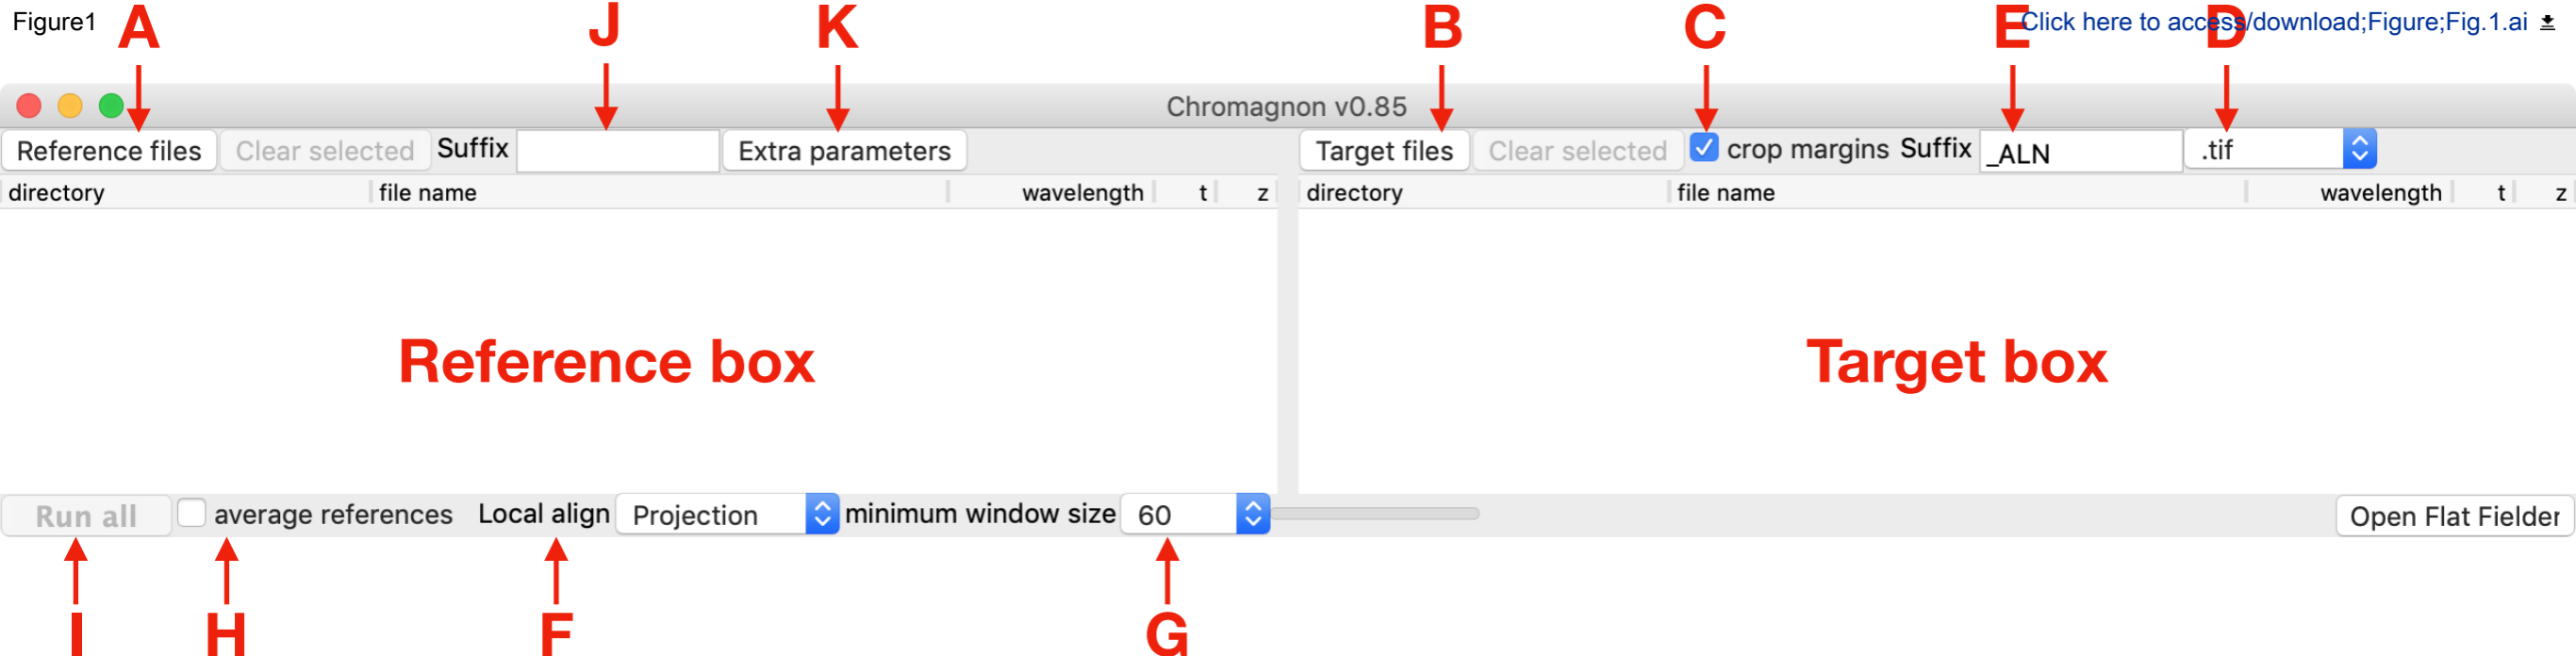 Figure1
Click here to access/download;Figure;Fig.1.ai
A J K B C E D
Chromagnon v0.85
Reference files Clear selected Suffix Extra parameters Target files Clear selected crop margins Suffix _ALN .tif
directory file name wavelength t z directory file name wavelength t z
Reference box Target box
Run all average references Local align Projection minimum window size 60 Open Flat Fielder
I H F G